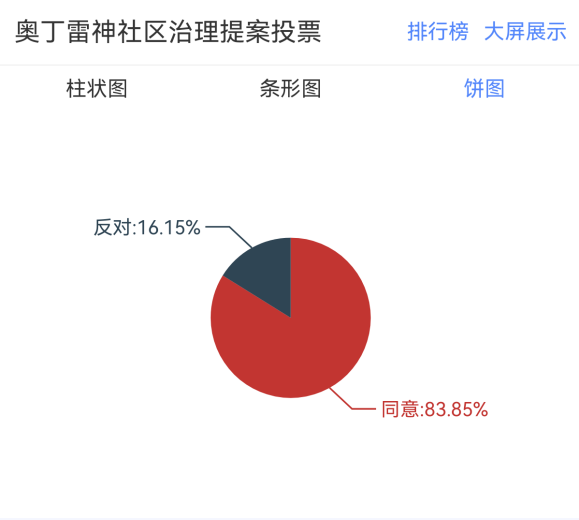 奥丁雷神社区治理提案投票 排行榜 大屏展示
柱状图 条形图 饼图
反对:16.15%
同意:83.85%